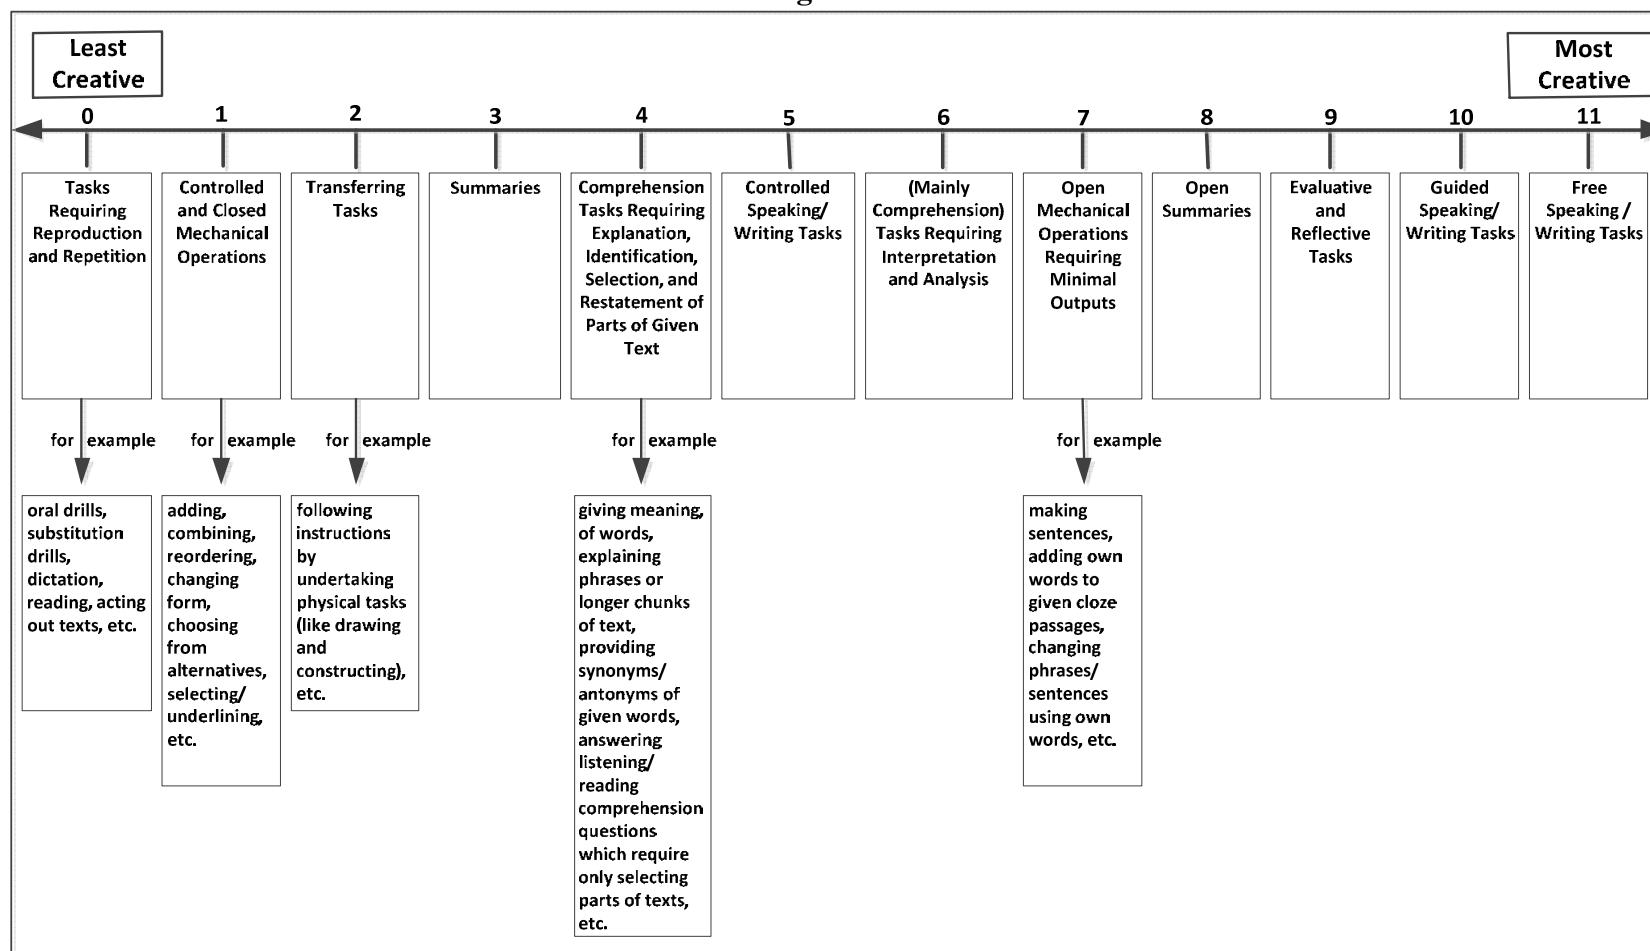 Least
Creative
Most
Creative
0
1
2
3
4
5
6
7
8
9
10
11
Tasks
Requiring
Reproduction
and Repetition
Controlled
and Closed
Mechanical
Operations
Transferring
Tasks
Summaries
Comprehension
Tasks Requiring
Explanation,
Identification,
Selection, and
Restatement of
Parts of Given
Text
Controlled
Speaking/
Writing Tasks
(Mainly
Comprehension)
Tasks Requiring
Interpretation
and Analysis
Open
Mechanical
Operations
Requiring
Minimal
Outputs
Open
Summaries
Evaluative
and
Reflective
Tasks
Guided
Speaking/
Writing Tasks
Free
Speaking /
Writing Tasks
for example
for example
for example
for example
for example
oral drills,
substitution
drills,
dictation,
reading, acting
out texts, etc.
adding,
combining,
reordering,
changing
form,
choosing
from
alternatives,
selecting/
underlining,
etc.
following
instructions
by
undertaking
physical tasks
(like drawing
and
constructing),
etc.
giving meaning,
of words,
explaining
phrases or
longer chunks
of text,
providing
synonyms/
antonyms of
given words,
answering
listening/
reading
comprehension
questions
which require
only selecting
parts of texts,
etc.
making
sentences,
adding own
words to
given cloze
passages,
changing
phrases/
sentences
using own
words, etc.